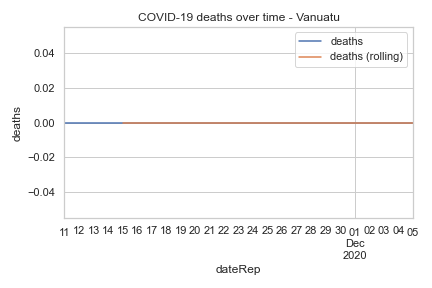 COVID-19 deaths over time - Vanuatu
deaths
deaths (rolling)
0.04
0.02
0.00
−0.02
−0.04
deaths
11 12 13 14 15 16 17 18 19 20 21 22 23 24 25 26 27 28 29 30 01 02 03 04 05
Dec
2020
dateRep